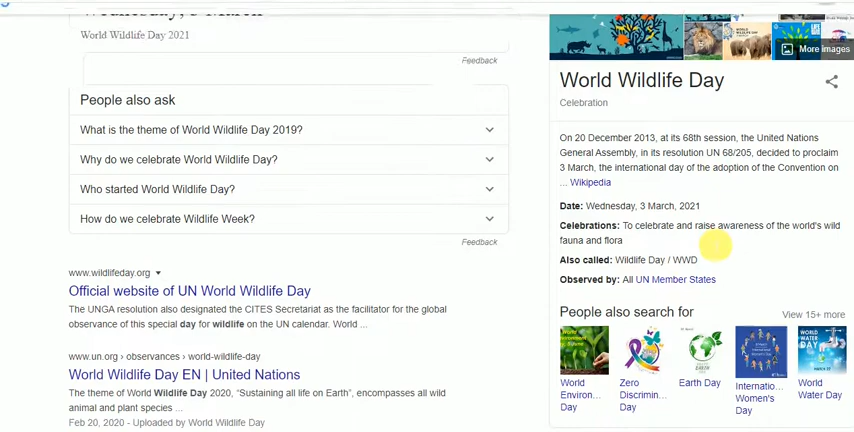 Wednesday, 3 March
World Wildlife Day 2021
Feedback
People also ask
What is the theme of World Wildlife Day 2019?
Why do we celebrate World Wildlife Day?
Who started World Wildlife Day?
How do we celebrate Wildlife Week?
Feedback
www.wildlifeday.org
Official website of UN World Wildlife Day
The UNGA resolution also designated the CITES Secretariat as the facilitator for the global
observance of this special day for wildlife on the UN calendar. World ...
www.un.org › observances › world-wildlife-day
World Wildlife Day EN | United Nations
The theme of World Wildlife Day 2020, "Sustaining all life on Earth", encompasses all wild
animal and plant species ...
Feb 20, 2020 - Uploaded by World Wildlife Day
More images
World Wildlife Day
Celebration
On 20 December 2013, at its 68th session, the United Nations
General Assembly, in its resolution UN 68/205, decided to proclaim
3 March, the international day of the adoption of the Convention on
... Wikipedia
Date: Wednesday, 3 March, 2021
Celebrations: To celebrate and raise awareness of the world's wild
fauna and flora
Also called: Wildlife Day / WWD
Observed by: All UN Member States
People also search for
View 15+ more
WORLD
WATER
DAY
World
Environ...
Day
Zero
Discrimin...
Day
Earth Day
Internatio...
Women's
Day
World
Water Day